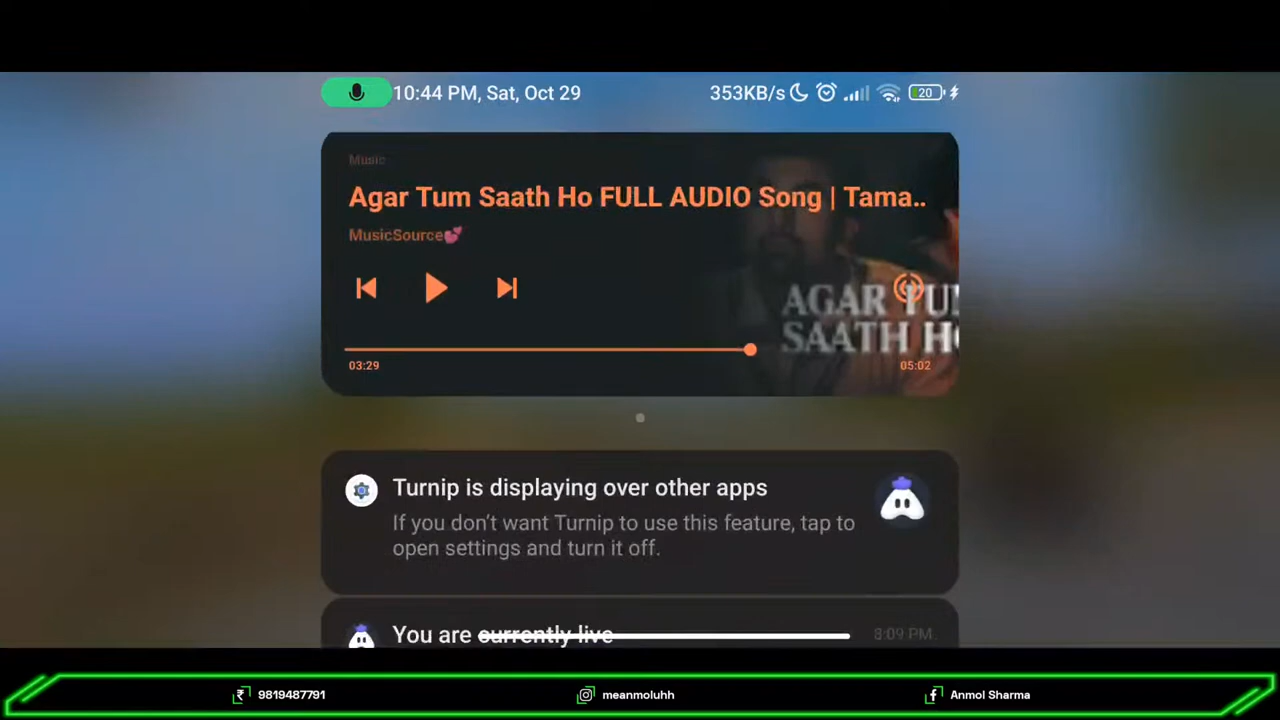 10:44 PM, Sat, Oct 29
353KB/s
20
Music
Agar Tum Saath Ho FULL AUDIO Song | Tama..
MusicSource💕
AGAR TUM
SAATH HO
03:29
05:02
Turnip is displaying over other apps
If you don't want Turnip to use this feature, tap to
open settings and turn it off.
You are currently live
8:09 PM
₹ 9819487791
meanmoluhh
Anmol Sharma